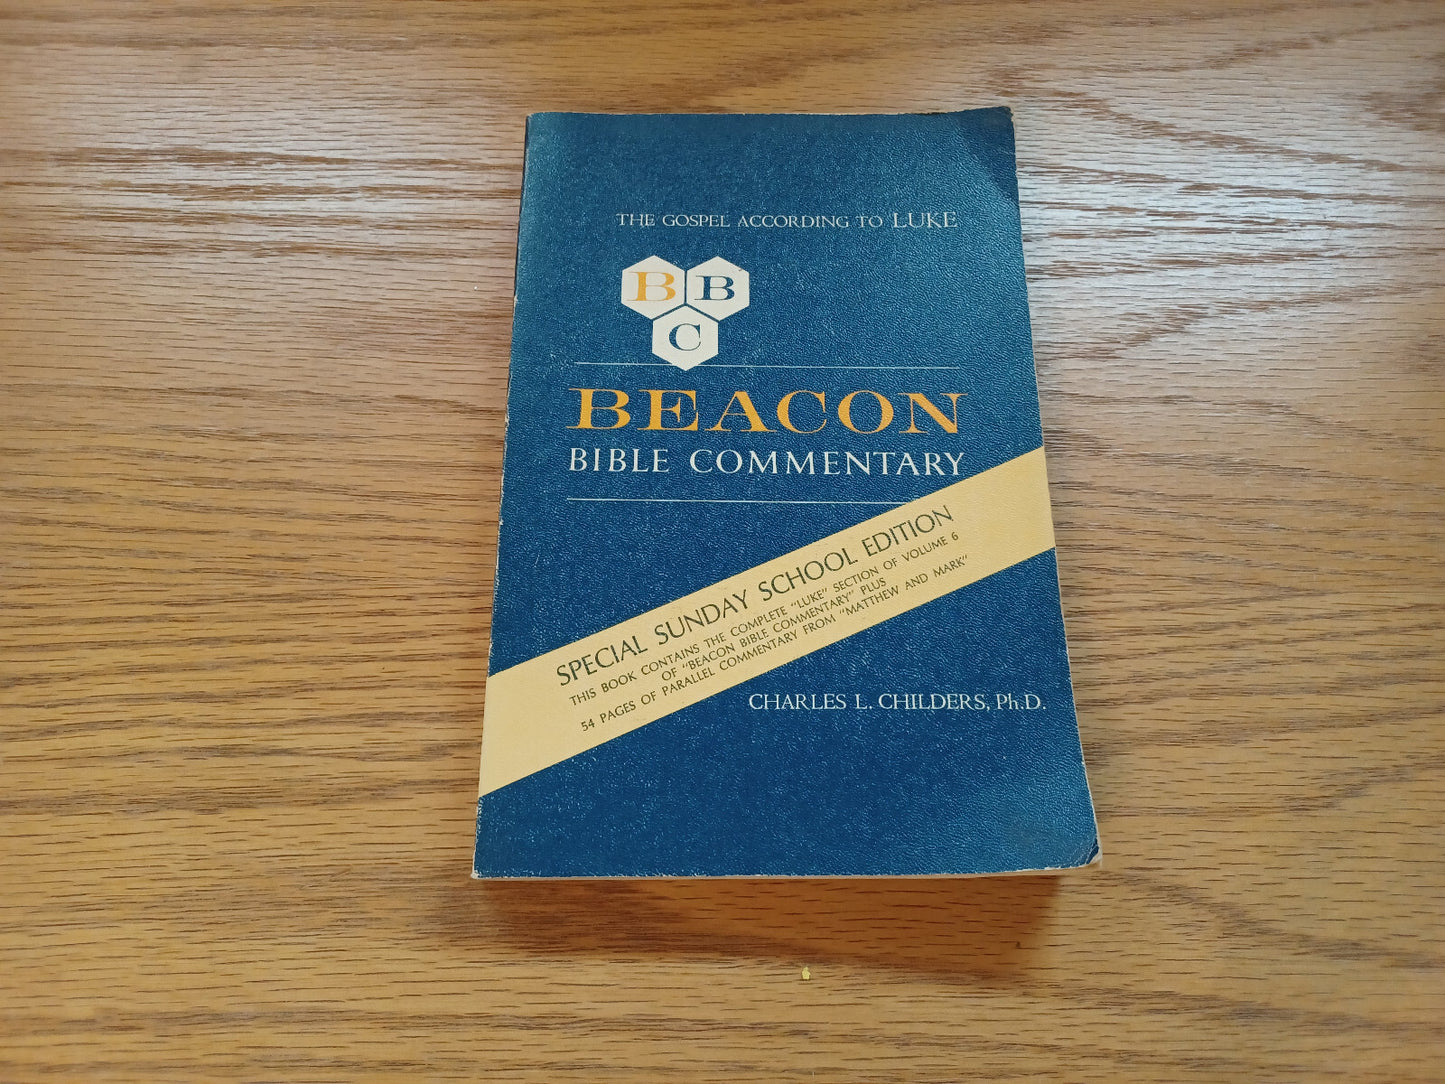 THE GOSPEL ACCORDING TO LUKE
B B
C
BEACON
BIBLE COMMENTARY
SPECIAL SUNDAY SCHOOL EDITION
THIS BOOK CONTAINS THE COMPLETE "LUKE" SECTION OF VOLUME 6
OF "BEACON BIBLE COMMENTARY" PLUS
54 PAGES OF PARALLEL COMMENTARY FROM "MATTHEW AND MARK"
CHARLES L. CHILDERS, Ph.D.